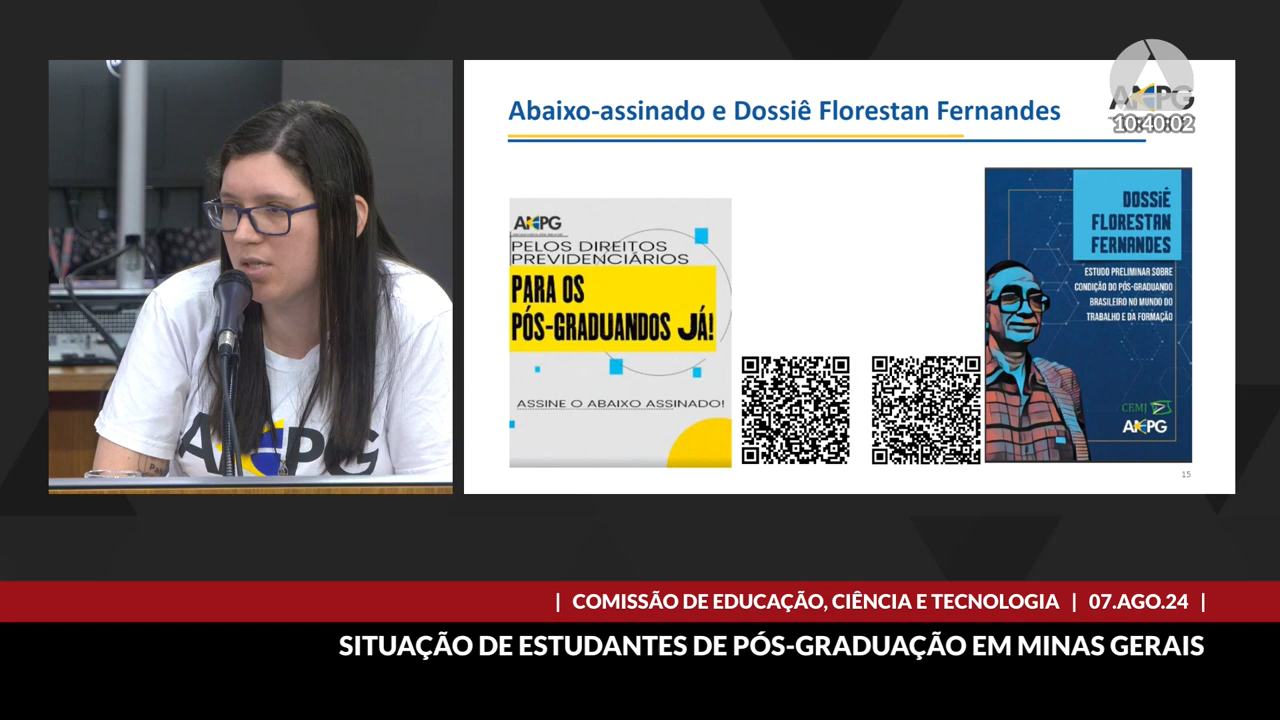 Abaixo-assinado e Dossiê Florestan Fernandes
ANPG
10:40:02
ANPG
PELOS DIREITOS
PREVIDENCIÁRIOS
PARA OS
PÓS-GRADUANDOS JÁ!
ASSINE O ABAIXO ASSINADO!
DOSSIÊ
FLORESTAN
FERNANDES
ESTUDO PRELIMINAR SOBRE
CONDIÇÃO DO PÓS-GRADUANDO
BRASILEIRO NO MUNDO DO
TRABALHO E DA FORMAÇÃO
CEMJ
ANPG
15
ANPG
| COMISSÃO DE EDUCAÇÃO, CIÊNCIA E TECNOLOGIA | 07.AGO.24 |
SITUAÇÃO DE ESTUDANTES DE PÓS-GRADUAÇÃO EM MINAS GERAIS